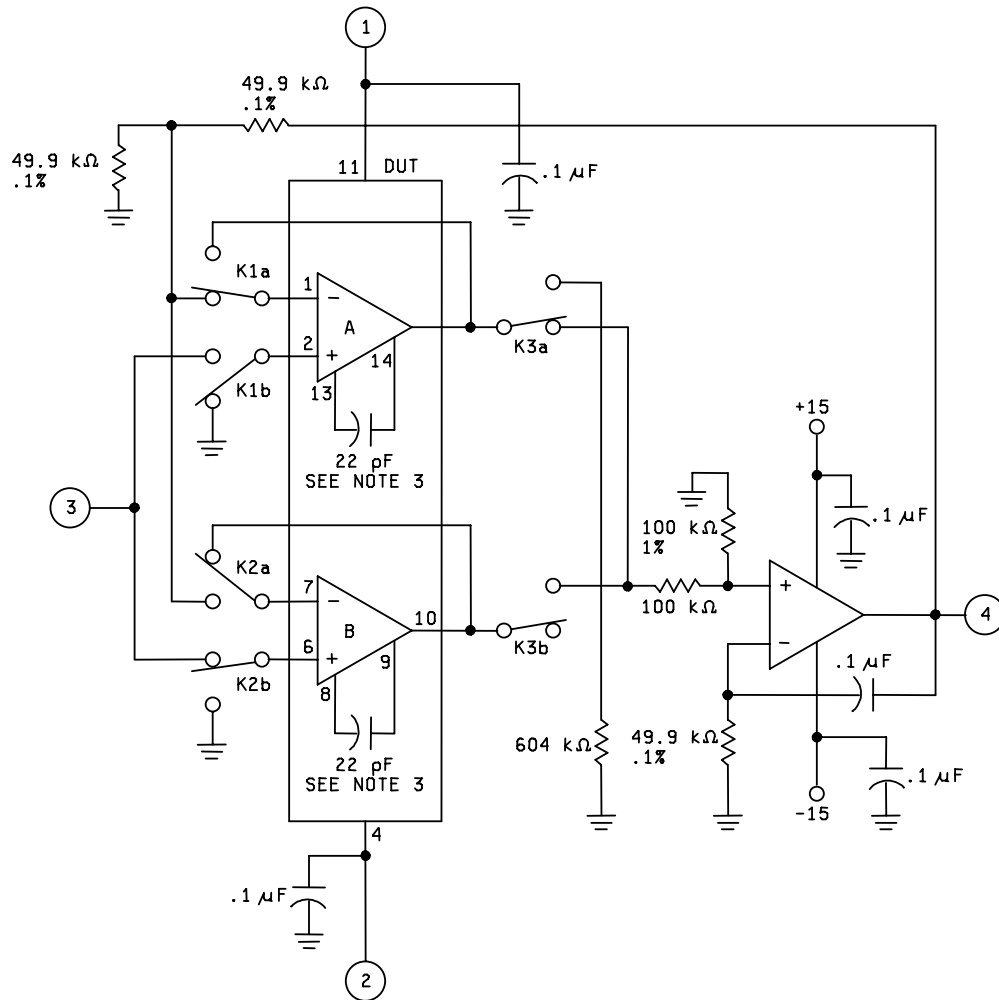 1
49.9 kΩ
.1%
49.9 kΩ
.1%
11 DUT
.1 μF
K1a
1
−
A
2
+
14
K1b
13
K3a
22 pF
SEE NOTE 3
+15
3
.1 μF
100 kΩ
1%
K2a
7
−
10
100 kΩ
+
4
B
6
+
9
K3b
−
K2b
8
.1 μF
22 pF
SEE NOTE 3
604 kΩ
49.9 kΩ
.1%
.1 μF
−15
4
.1 μF
2